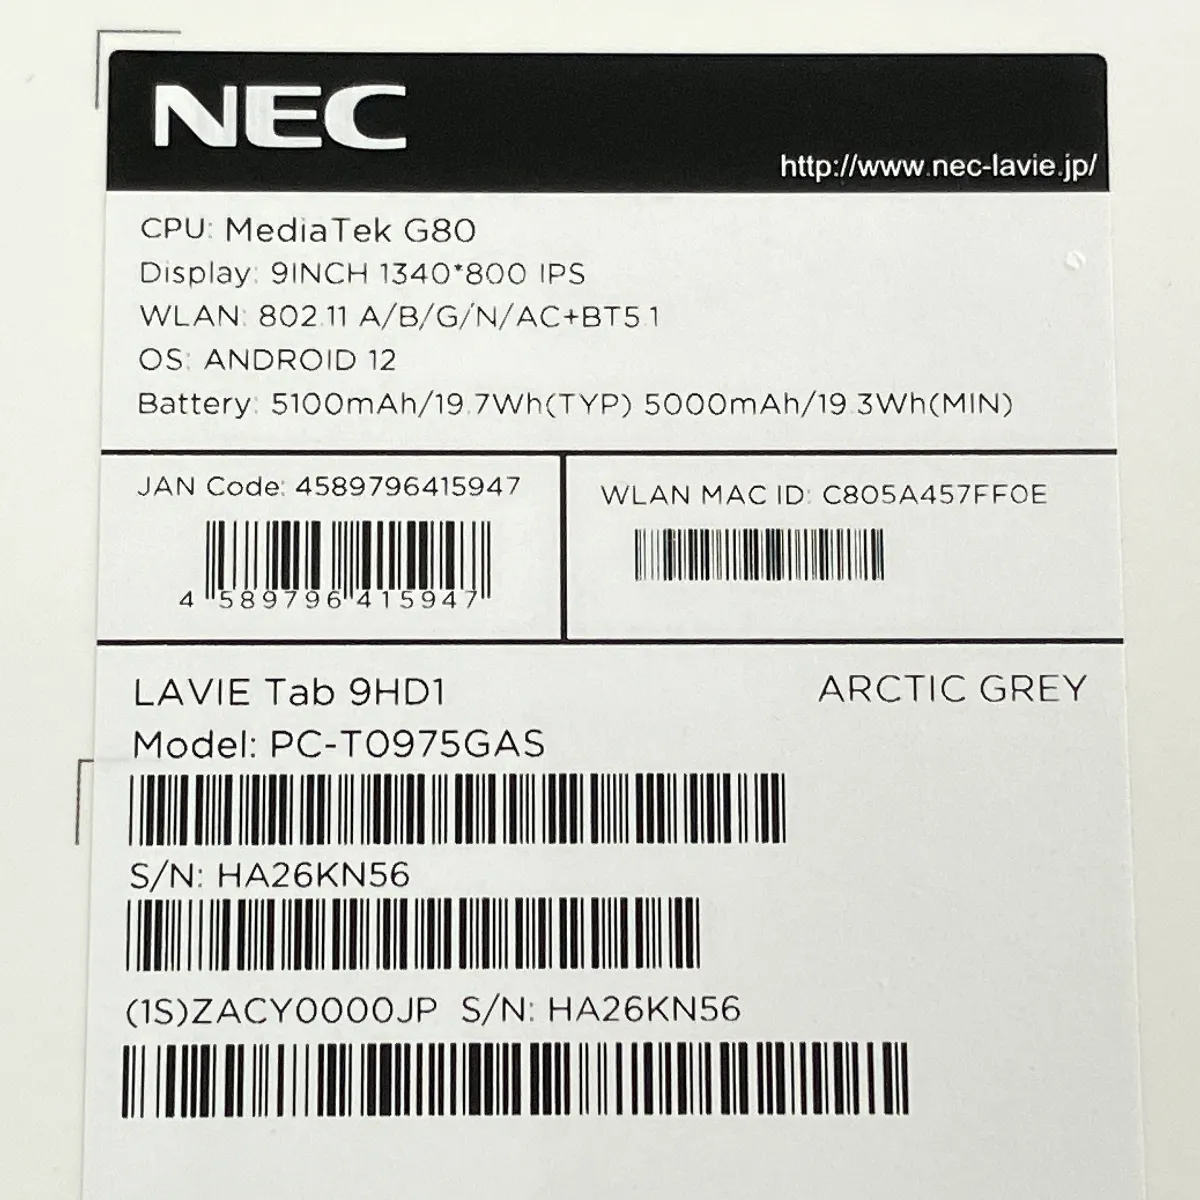 NEC
http://www.nec-lavie.jp/
CPU: MediaTek G80
Display: 9INCH 1340*800 IPS
WLAN: 802.11 A/B/G/N/AC+BT5.1
OS: ANDROID 12
Battery: 5100mAh/19.7Wh(TYP) 5000mAh/19.3Wh(MIN)
JAN Code: 4589796415947
4 589796 415947
WLAN MAC ID: C805A457FF0E
LAVIE Tab 9HD1
ARCTIC GREY
Model: PC-T0975GAS
S/N: HA26KN56
(1S)ZACY0000JP S/N: HA26KN56